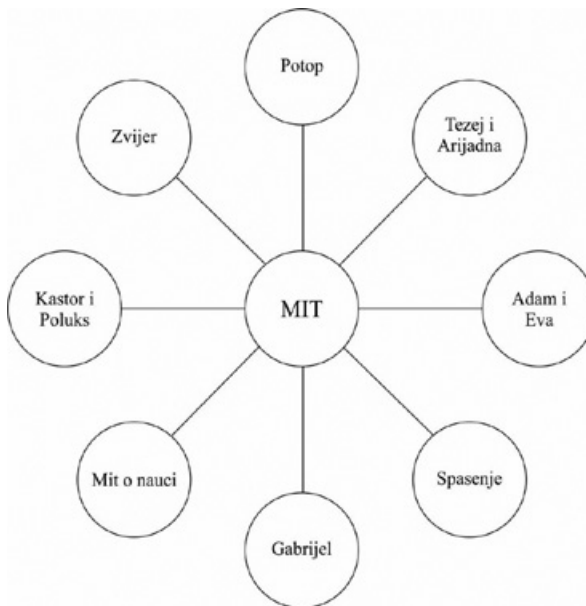 Potop
Zvijer
Tezej i
Arijadna
Kastor i
Poluks
MIT
Adam i
Eva
Mit o nauci
Spasenje
Gabrijel